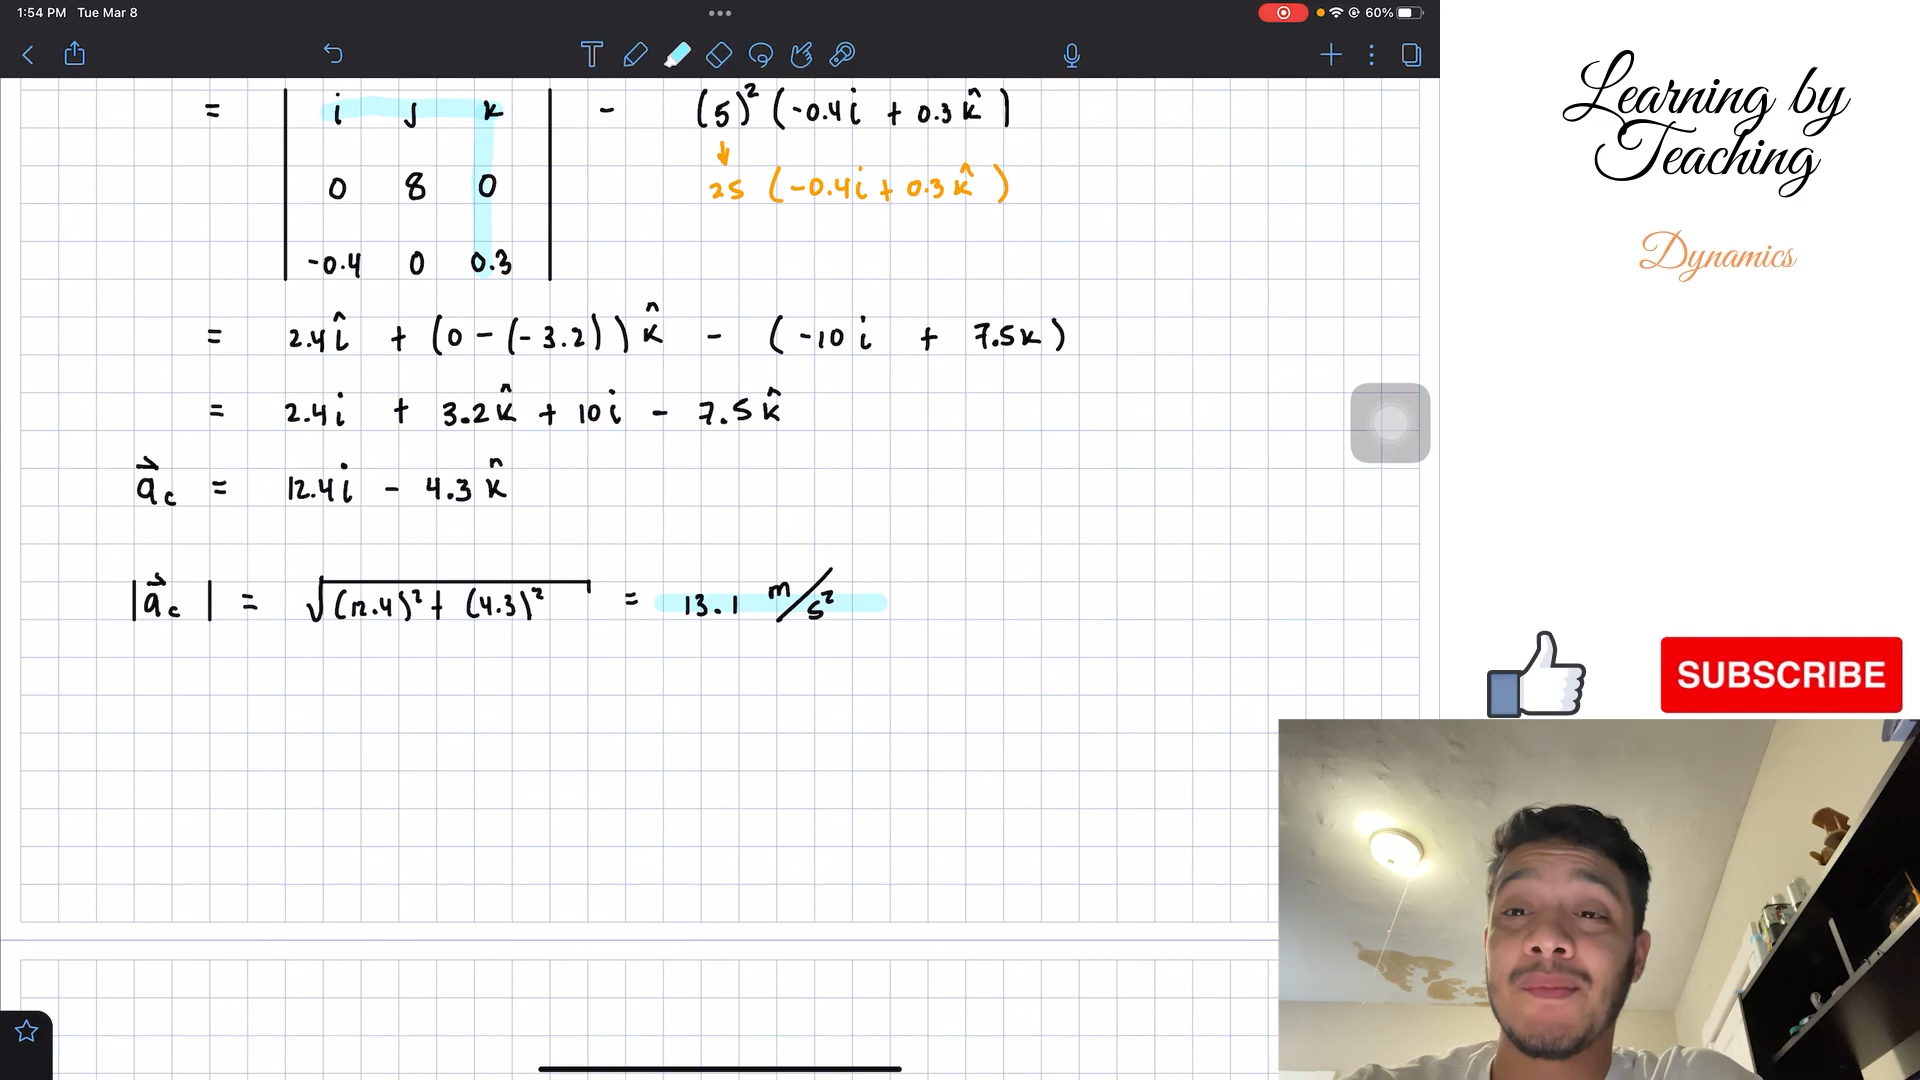 1:54 PM Tue Mar 8
60%
Learning by
Teaching
Dynamics
= | i j k | - (5)² (-0.4i + 0.3k̂)
25 (-0.4i + 0.3k̂)
0 8 0
-0.4 0 0.3
= 2.4î + (0 - (-3.2)) k̂ - (-10i + 7.5k)
= 2.4i + 3.2k̂ + 10i - 7.5k̂
a⃗c = 12.4i - 4.3k̂
|a⃗c| = √(12.4)² + (4.3)² = 13.1 m/s²
SUBSCRIBE